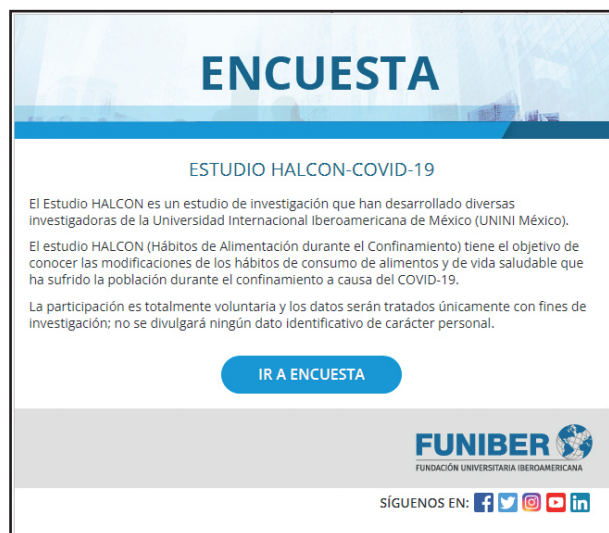 ENCUESTA
ESTUDIO HALCON-COVID-19
El Estudio HALCON es un estudio de investigación que han desarrollado diversas
investigadoras de la Universidad Internacional Iberoamericana de México (UNINI México).
El estudio HALCON (Hábitos de Alimentación durante el Confinamiento) tiene el objetivo de
conocer las modificaciones de los hábitos de consumo de alimentos y de vida saludable que
ha sufrido la población durante el confinamiento a causa del COVID-19.
La participación es totalmente voluntaria y los datos serán tratados únicamente con fines de
investigación; no se divulgará ningún dato identificativo de carácter personal.
IR A ENCUESTA
FUNIBER
FUNDACIÓN UNIVERSITARIA IBEROAMERICANA
SÍGUENOS EN: